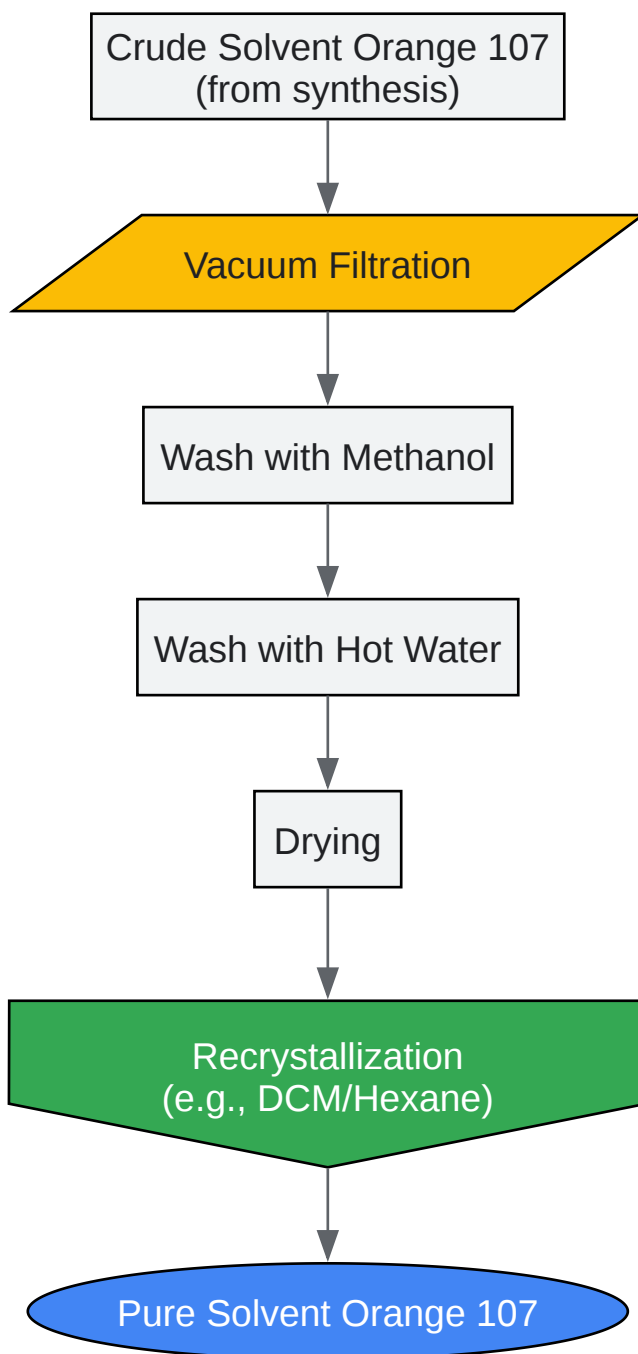 Crude Solvent Orange 107
(from synthesis)
Vacuum Filtration
Wash with Methanol
Wash with Hot Water
Drying
Recrystallization
(e.g., DCM/Hexane)
Pure Solvent Orange 107